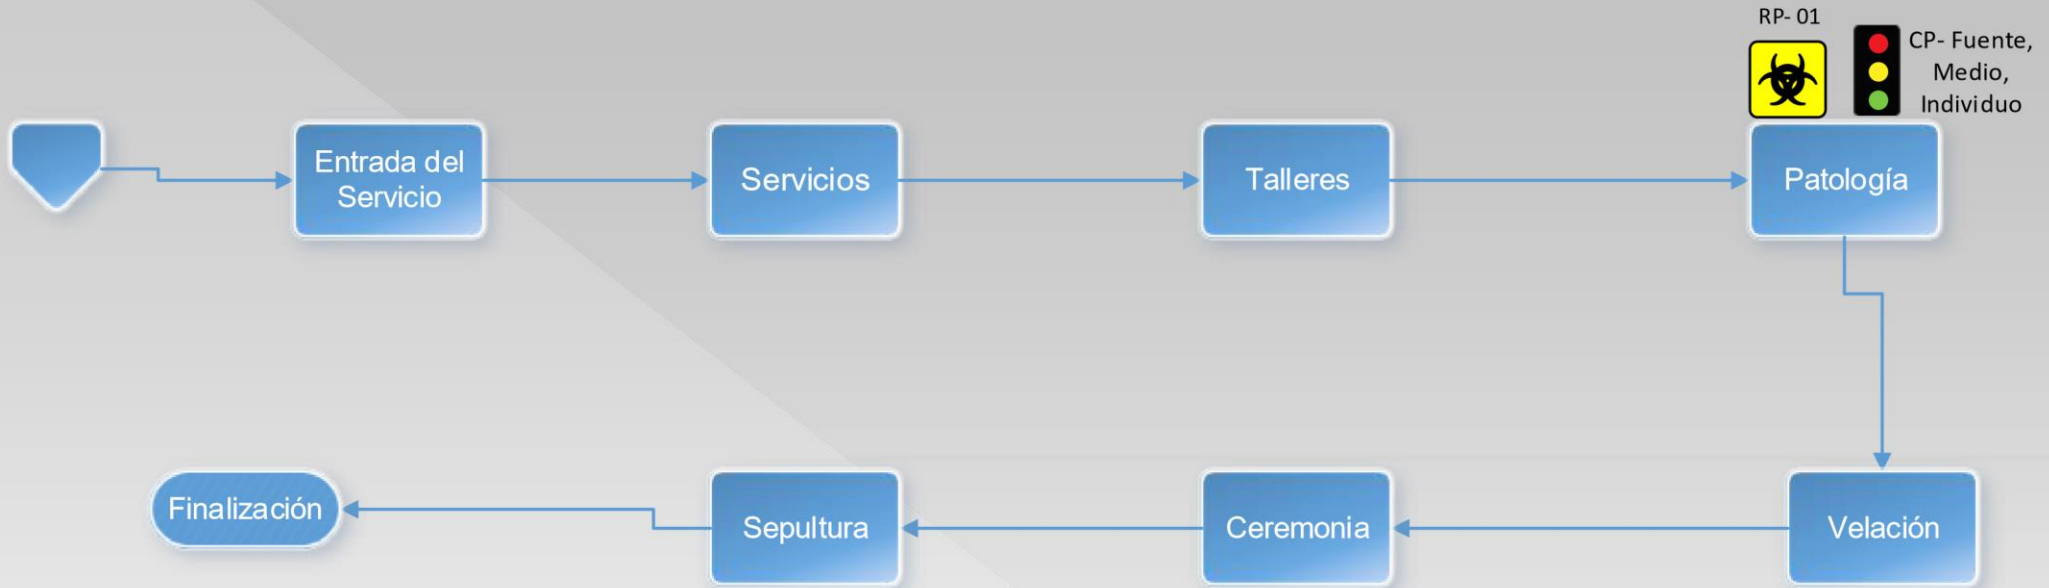 RP- 01
CP- Fuente,
Medio,
Individuo
Entrada del
Servicio
Servicios
Talleres
Patología
Finalización
Sepultura
Ceremonia
Velación